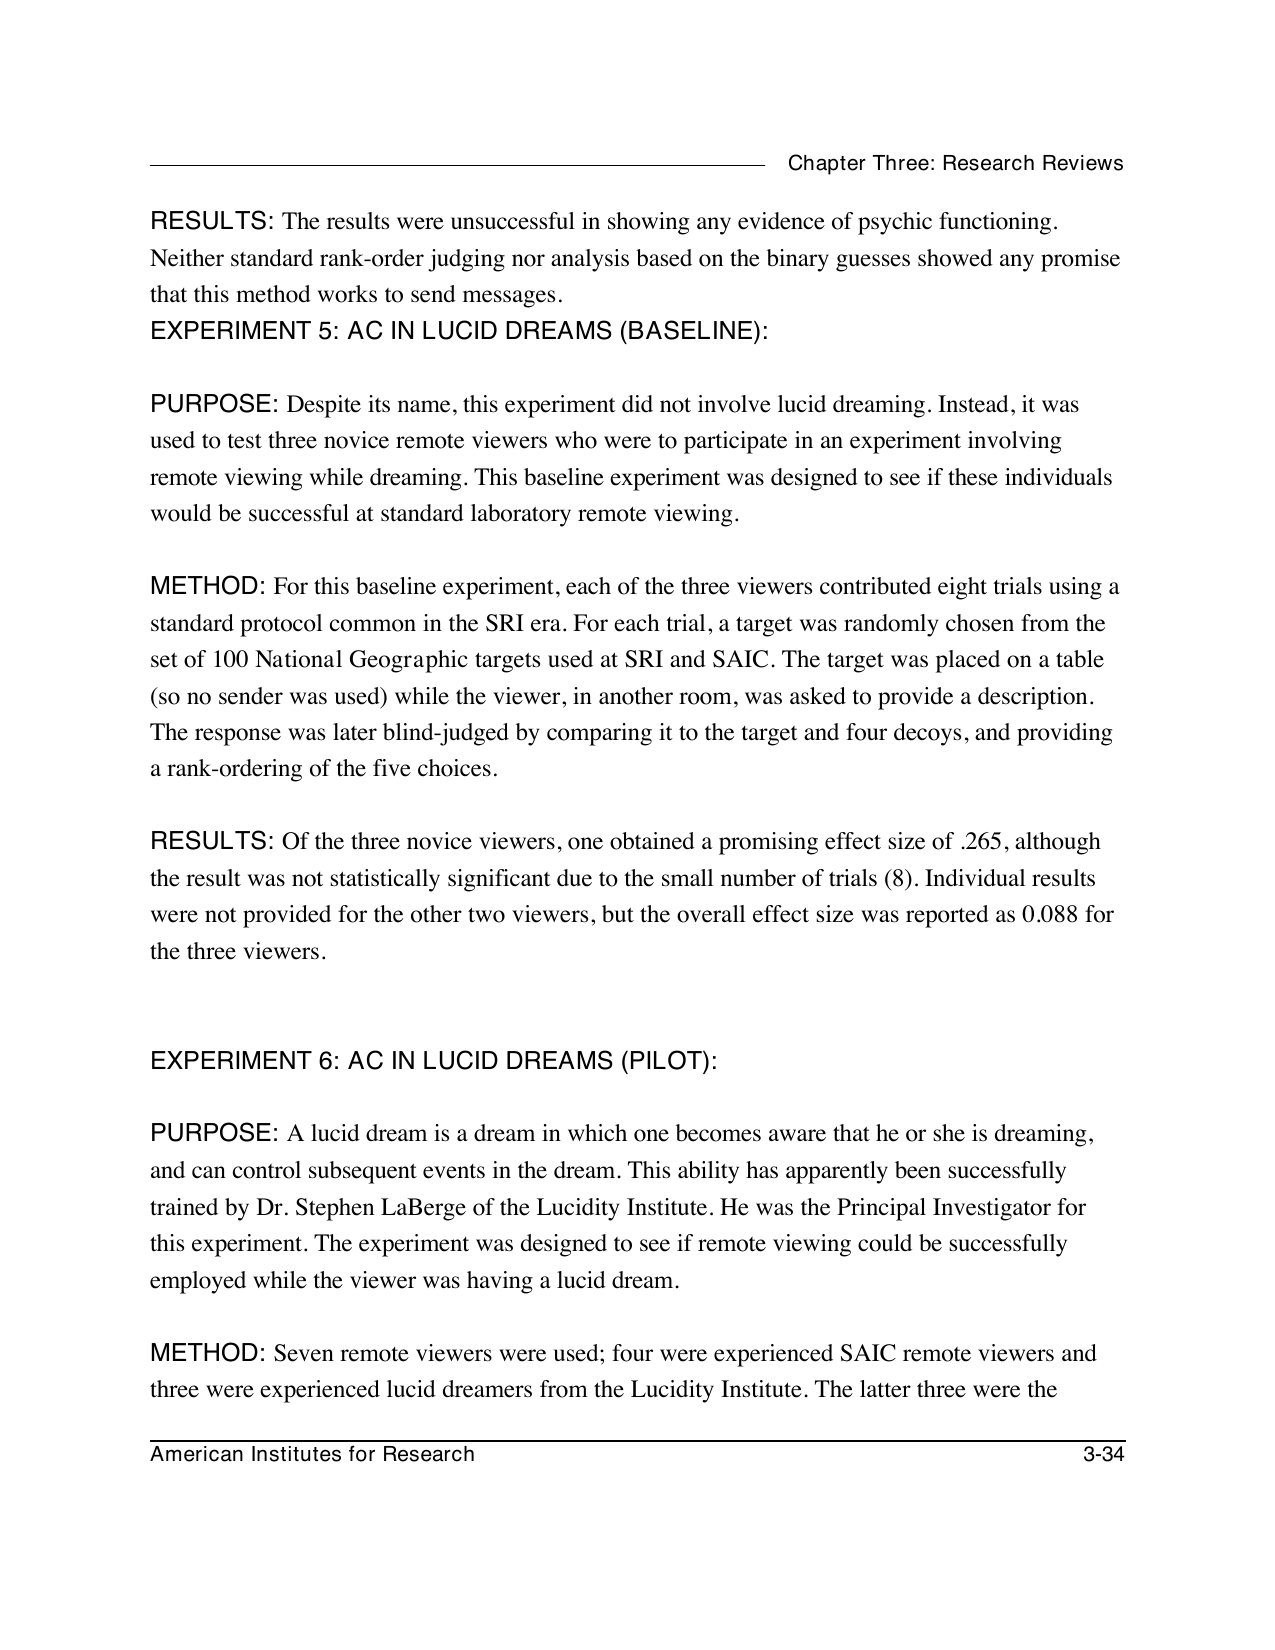 Chapter Three: Research Reviews
RESULTS: The results were unsuccessful in showing any evidence of psychic functioning.
Neither standard rank-order judging nor analysis based on the binary guesses showed any promise
that this method works to send messages.
EXPERIMENT 5: AC IN LUCID DREAMS (BASELINE):
PURPOSE: Despite its name, this experiment did not involve lucid dreaming. Instead, it was
used to test three novice remote viewers who were to participate in an experiment involving
remote viewing while dreaming. This baseline experiment was designed to see if these individuals
would be successful at standard laboratory remote viewing.
METHOD: For this baseline experiment, each of the three viewers contributed eight trials using a
standard protocol common in the SRI era. For each trial, a target was randomly chosen from the
set of 100 National Geographic targets used at SRI and SAIC. The target was placed on a table
(so no sender was used) while the viewer, in another room, was asked to provide a description.
The response was later blind-judged by comparing it to the target and four decoys, and providing
a rank-ordering of the five choices.
RESULTS: Of the three novice viewers, one obtained a promising effect size of .265, although
the result was not statistically significant due to the small number of trials (8). Individual results
were not provided for the other two viewers, but the overall effect size was reported as 0.088 for
the three viewers.
EXPERIMENT 6: AC IN LUCID DREAMS (PILOT):
PURPOSE: A lucid dream is a dream in which one becomes aware that he or she is dreaming,
and can control subsequent events in the dream. This ability has apparently been successfully
trained by Dr. Stephen LaBerge of the Lucidity Institute. He was the Principal Investigator for
this experiment. The experiment was designed to see if remote viewing could be successfully
employed while the viewer was having a lucid dream.
METHOD: Seven remote viewers were used; four were experienced SAIC remote viewers and
three were experienced lucid dreamers from the Lucidity Institute. The latter three were the
American Institutes for Research 3-34